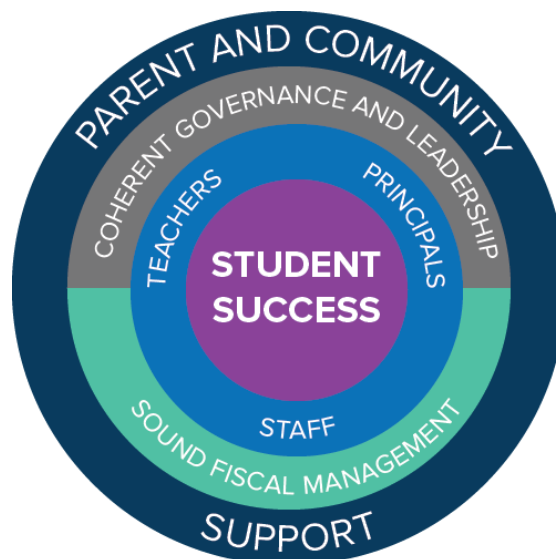 PARENT AND COMMUNITY
COHERENT GOVERNANCE AND LEADERSHIP
TEACHERS
PRINCIPALS
STUDENT
SUCCESS
STAFF
SOUND FISCAL MANAGEMENT
SUPPORT